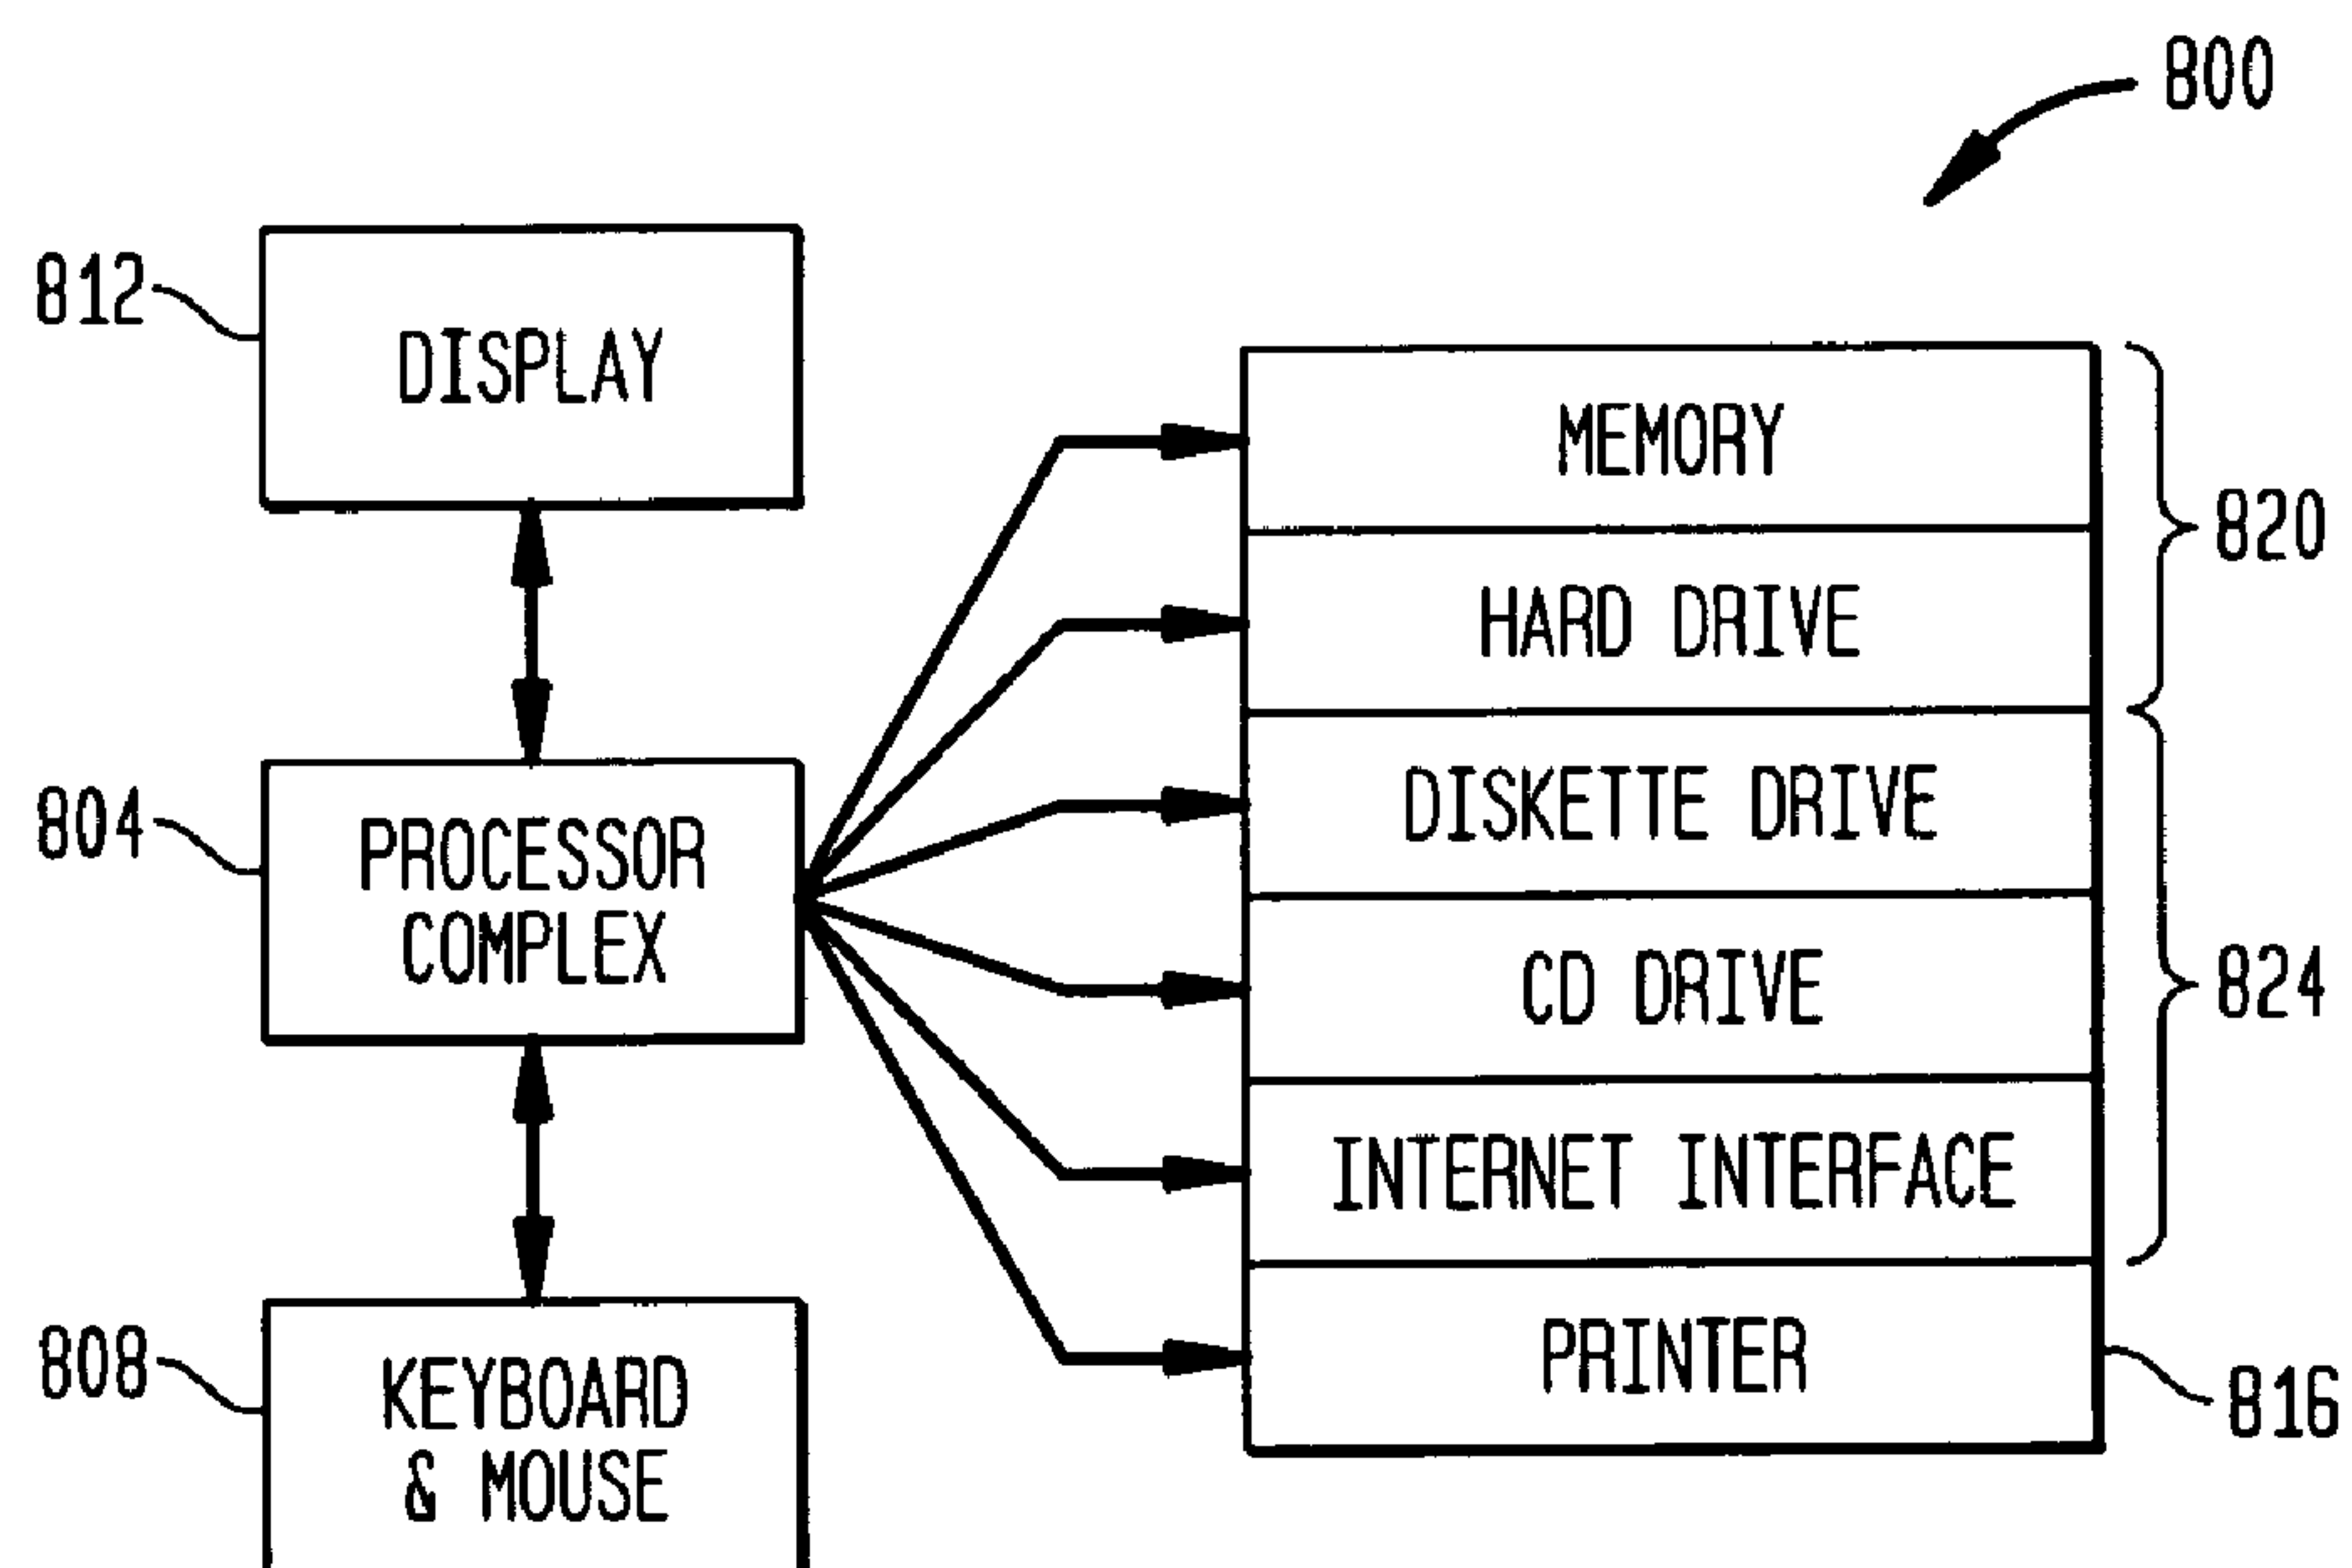 800
812
DISPLAY
MEMORY
820
HARD DRIVE
804
PROCESSOR
COMPLEX
DISKETTE DRIVE
CD DRIVE
824
INTERNET INTERFACE
808
KEYBOARD
& MOUSE
PRINTER
816